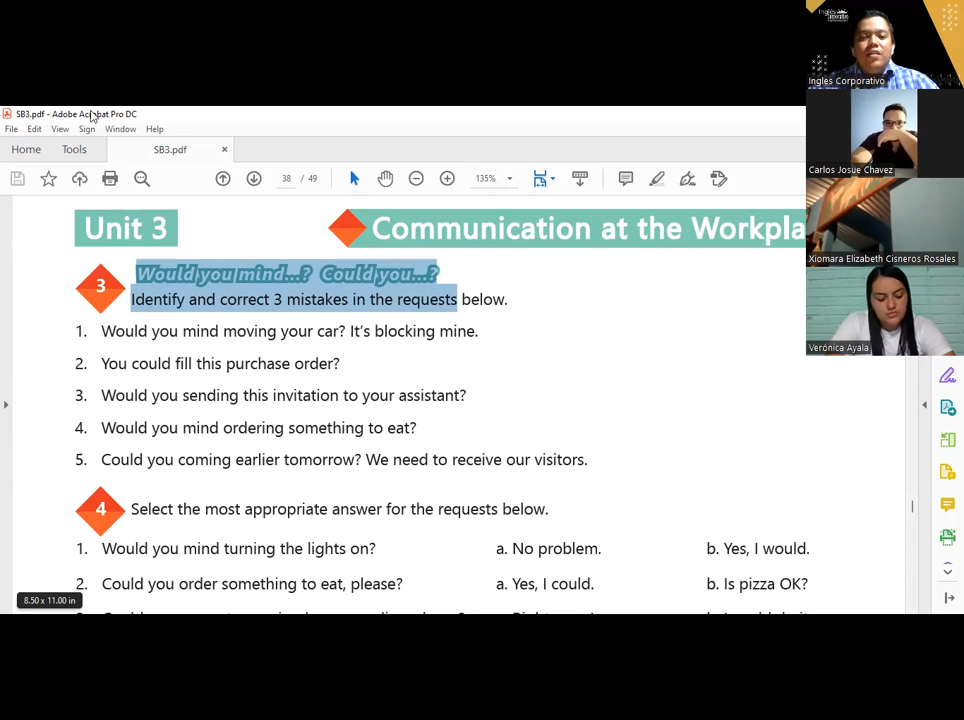 Inglés
Corporativo
Inglés Corporativo
Carlos Josue Chavez
Xiomara Elizabeth Cisneros Rosales
Verónica Ayala
SB3.pdf - Adobe Acrobat Pro DC
File Edit View Sign Window Help
Home Tools SB3.pdf ×
38 / 49 135%
Unit 3 Communication at the Workpla
3 Would you mind...? Could you...?
Identify and correct 3 mistakes in the requests below.
1. Would you mind moving your car? It's blocking mine.
2. You could fill this purchase order?
3. Would you sending this invitation to your assistant?
4. Would you mind ordering something to eat?
5. Could you coming earlier tomorrow? We need to receive our visitors.
4 Select the most appropriate answer for the requests below.
1. Would you mind turning the lights on? a. No problem. b. Yes, I would.
2. Could you order something to eat, please? a. Yes, I could. b. Is pizza OK?
8.50 x 11.00 in